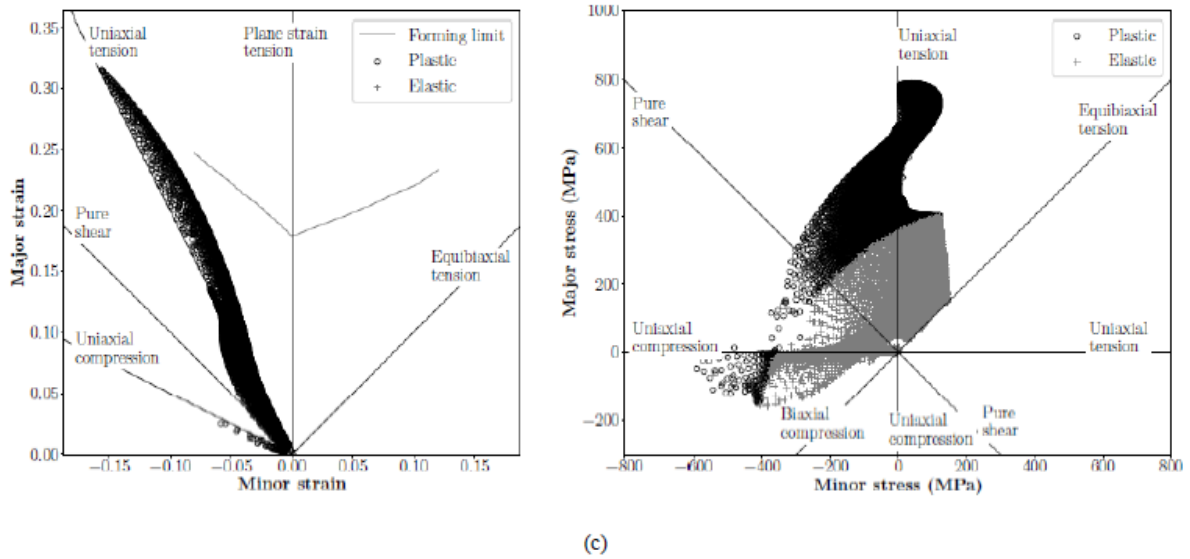 0.35
0.30
0.25
0.20
0.15
0.10
0.05
0.00
Major strain
Uniaxial
tension
Plane strain
tension
Forming limit
Plastic
Elastic
Pure
shear
Equibiaxial
tension
Uniaxial
compression
−0.15
−0.10
−0.05
0.00
0.05
0.10
Minor strain
1000
800
600
400
200
0
−200
Major stress (MPa)
Uniaxial
tension
Plastic
Elastic
Pure
shear
Equibiaxial
tension
Uniaxial
compression
Uniaxial
tension
Biaxial
compression
Uniaxial
compression
Pure
shear
−800
−600
−400
−200
0
200
400
600
800
Minor stress (MPa)
(c)